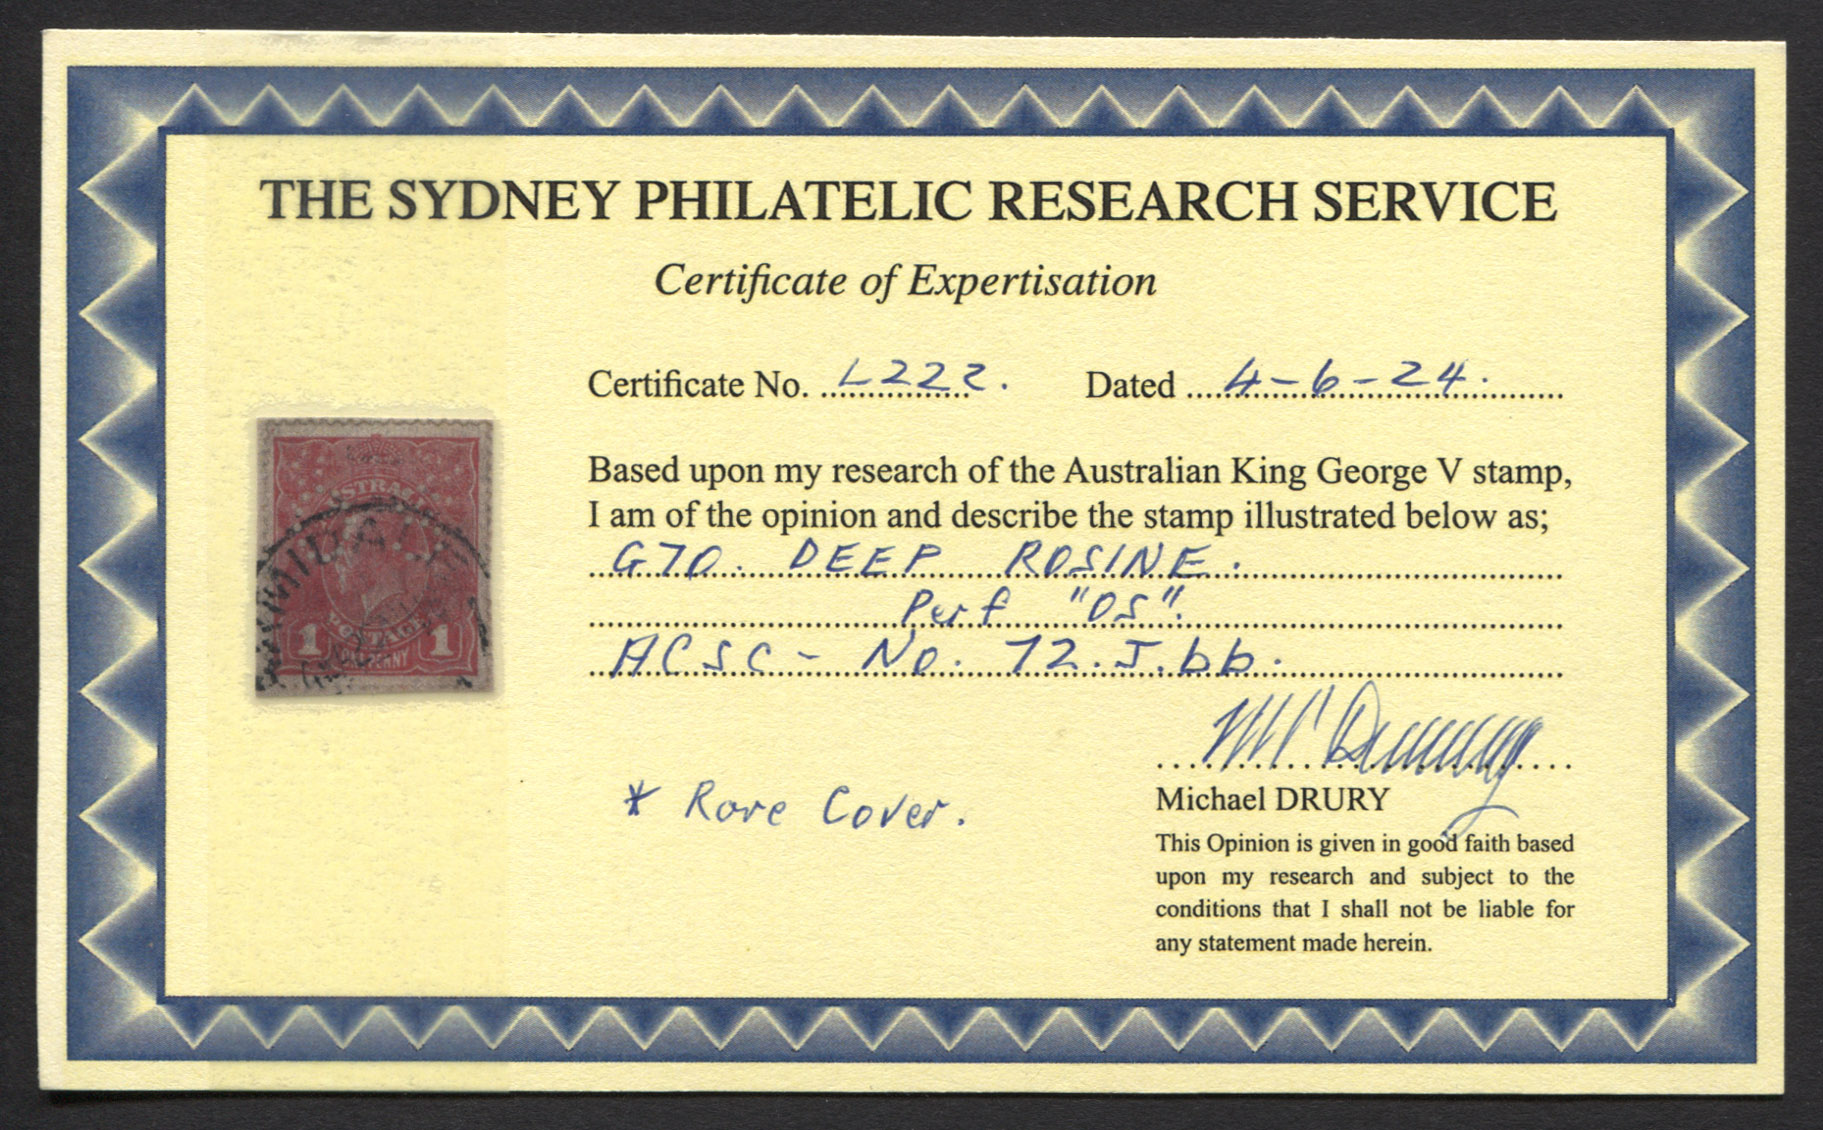 THE SYDNEY PHILATELIC RESEARCH SERVICE
Certificate of Expertisation
Certificate No. L222. Dated 4-6-24.
Based upon my research of the Australian King George V stamp,
I am of the opinion and describe the stamp illustrated below as;
G70. DEEP ROSINE.
Perf "OS".
ACSC - No. 72.J.bb.
* Rare Cover.
Michael DRURY
This Opinion is given in good faith based
upon my research and subject to the
conditions that I shall not be liable for
any statement made herein.
1 POSTAGE 1